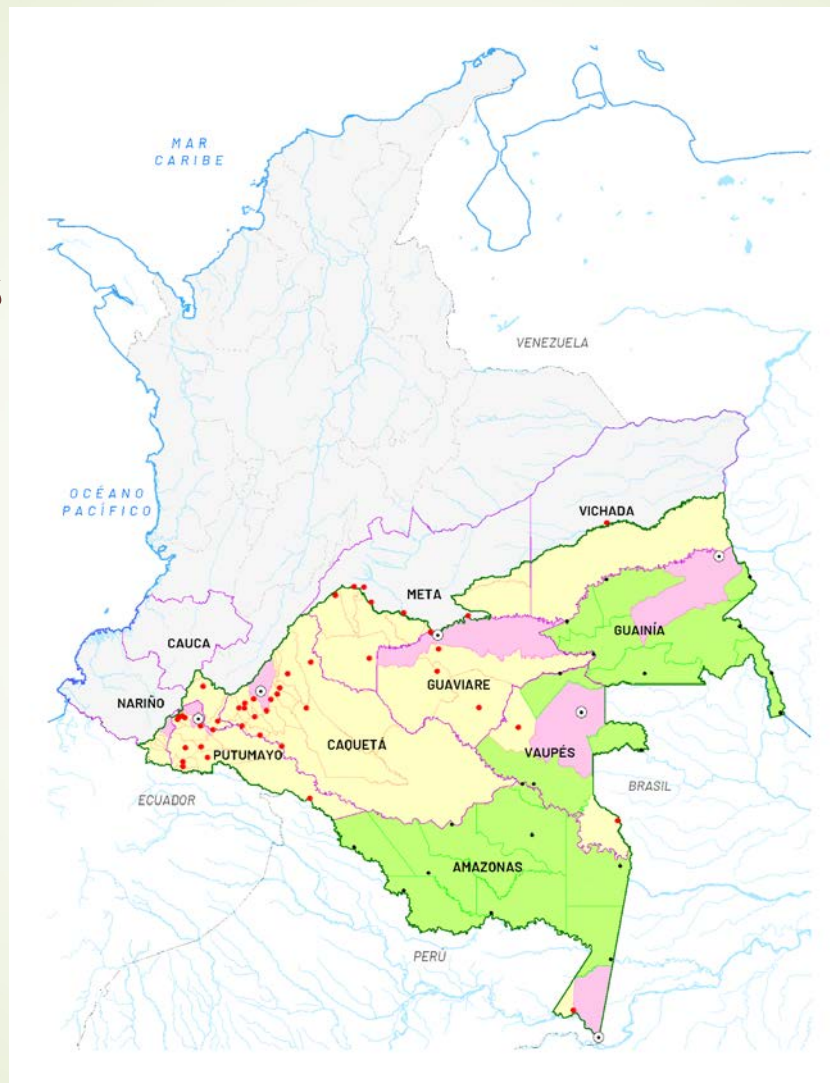 MAR
CARIBE
VENEZUELA
OCÉANO
PACÍFICO
VICHADA
META
CAUCA
GUAINÍA
NARIÑO
GUAVIARE
CAQUETÁ
VAUPÉS
PUTUMAYO
ECUADOR
BRASIL
AMAZONAS
PERÚ